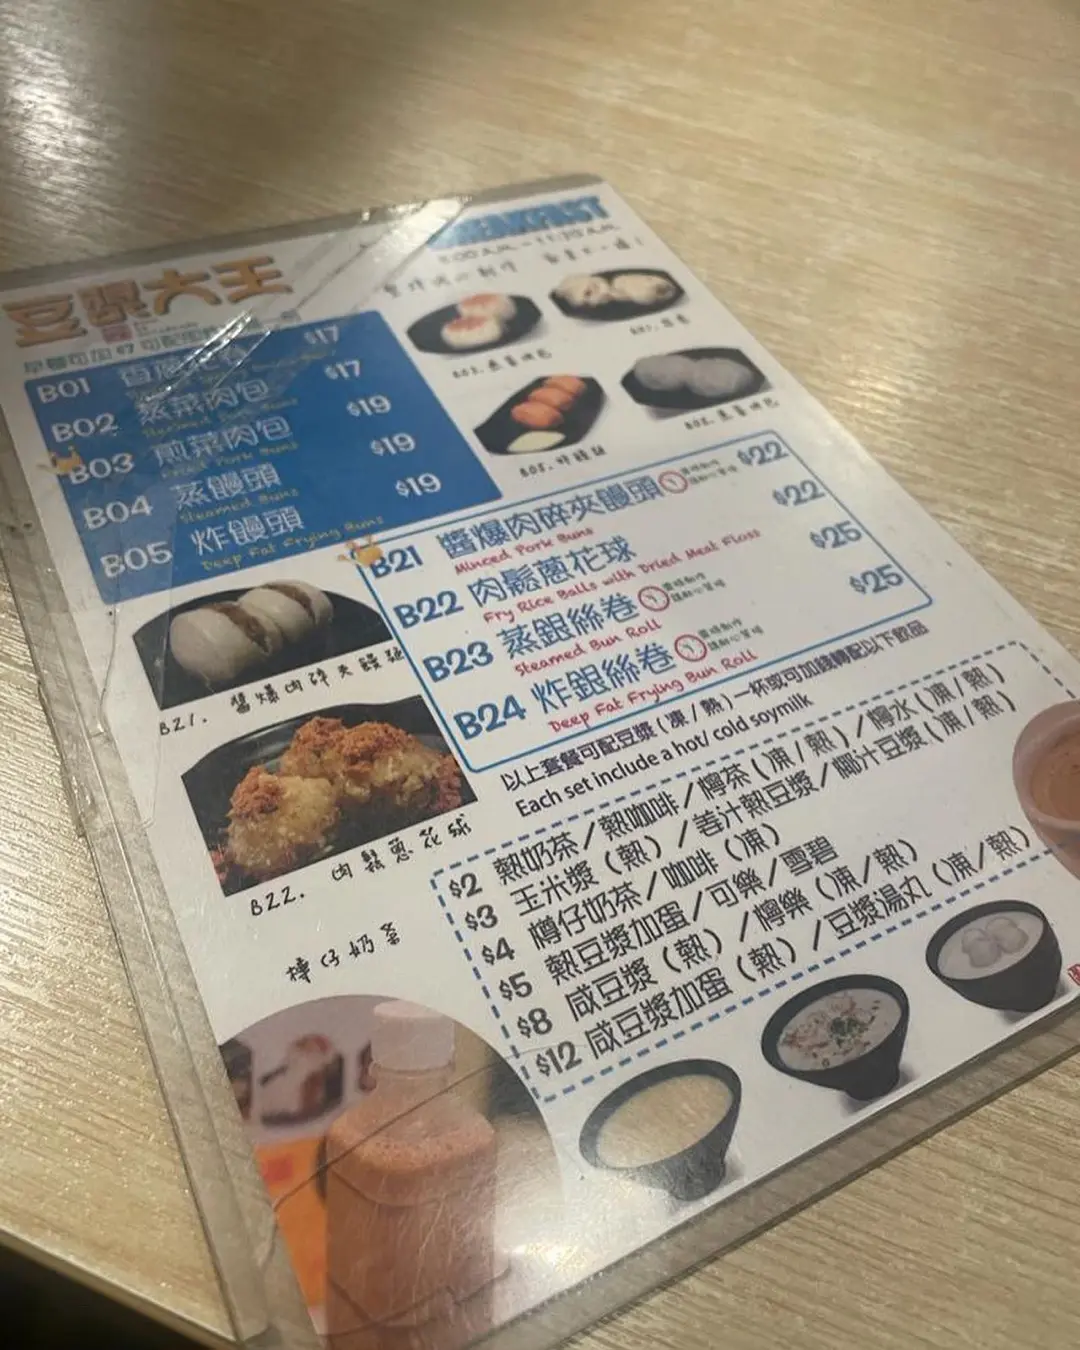 豆漿大王
BREAKFAST
B01 $17
B02 蒸菜肉包 $17
B03 煎菜肉包 $19
B04 蒸饅頭 $19
Steamed Buns
B05 炸饅頭 $19
Deep Fat Frying Buns
B05. 炸饅頭
B21 醬爆肉碎夾饅頭 $22
Minced Pork Buns
B22 肉鬆蔥花球 $22
Fry Rice Balls with Dried Meat Floss
B23 蒸銀絲卷 $25
Steamed Bun Roll
B24 炸銀絲卷 $25
Deep Fat Frying Bun Roll
B21. 醬爆肉碎夾饅頭
B22. 肉鬆蔥花球
以上套餐可配豆漿(凍/熱)一杯或可加錢轉配以下飲品
Each set include a hot/ cold soymilk
$2 熱奶茶/熱咖啡/檸茶(凍/熱)/檸水(凍/熱)
$3 玉米漿(熱)/姜汁熱豆漿/椰汁豆漿(凍/熱)
$4 樽仔奶茶/咖啡(凍)
$5 熱豆漿加蛋/可樂/雪碧
$8 咸豆漿(熱)/檸樂(凍/熱)
$12 咸豆漿加蛋(熱)/豆漿湯丸(凍/熱)
樽仔奶茶